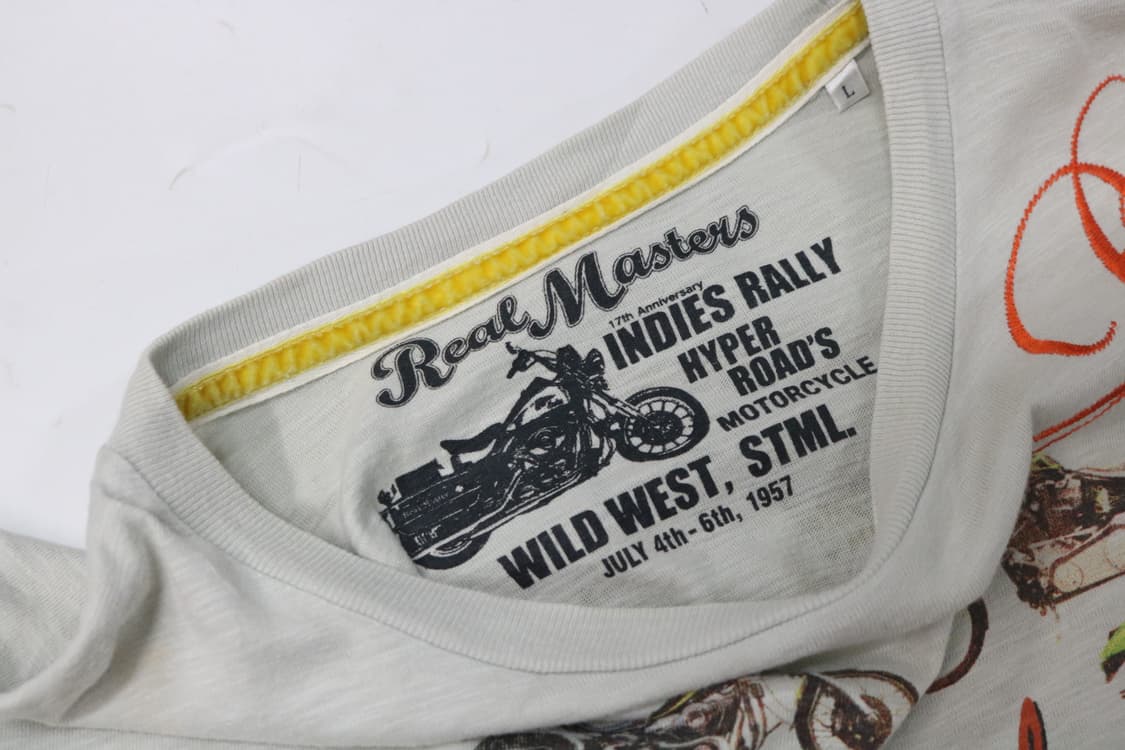 L
Real Masters
17th Anniversary
INDIES RALLY
HYPER
ROAD'S
MOTORCYCLE
WILD WEST, STML.
JULY 4th-6th, 1957